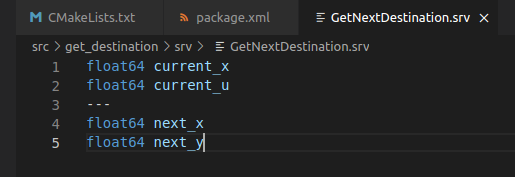 CMakeLists.txt package.xml GetNextDestination.srv
src > get_destination > srv > GetNextDestination.srv
1 float64 current_x
2 float64 current_u
3 ---
4 float64 next_x
5 float64 next_y